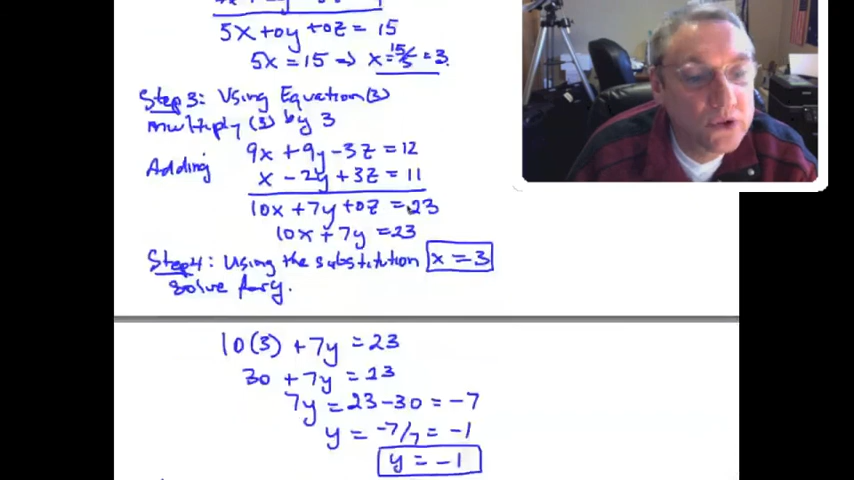 5x+0y+0z = 15
5x = 15 ⇒ x = 15/5 = 3.
Step 3: Using Equation (3)
multiply (3) by 3
9x + 9y - 3z = 12
Adding
x - 2y + 3z = 11
10x + 7y + 0z = 23
10x + 7y = 23
Step 4: Using the substitution x = 3
solve for y.
10(3) + 7y = 23
30 + 7y = 23
7y = 23 - 30 = -7
y = -7/7 = -1
y = -1